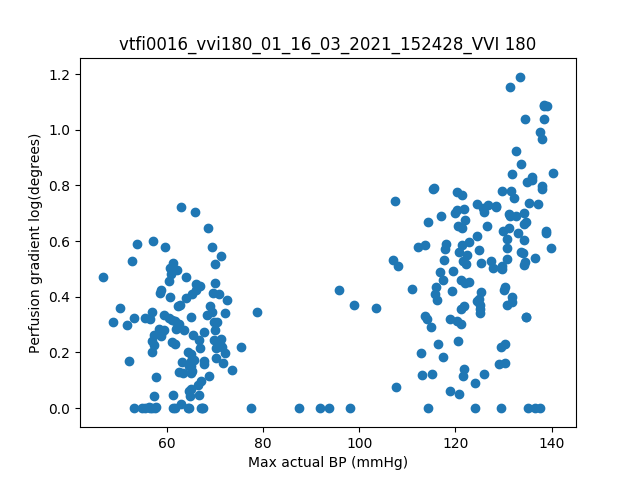 vtfi0016_vvi180_01_16_03_2021_152428_VVI 180
Perfusion gradient log(degrees)
1.2
1.0
0.8
0.6
0.4
0.2
0.0
60 80 100 120 140
Max actual BP (mmHg)